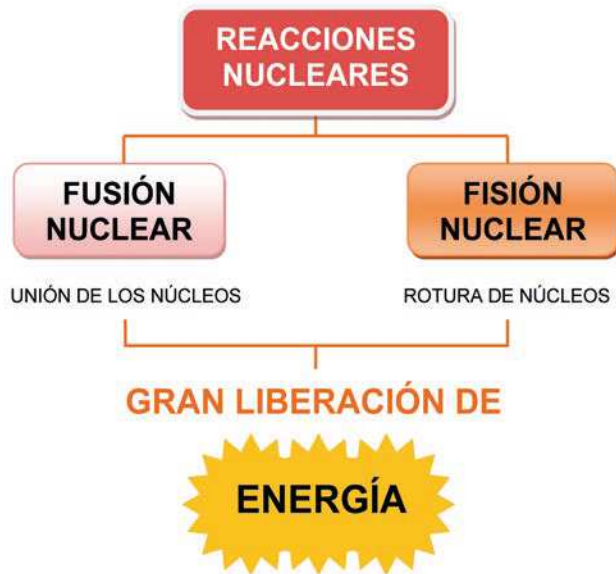 REACCIONES
NUCLEARES
FUSIÓN
NUCLEAR
FISIÓN
NUCLEAR
UNIÓN DE LOS NÚCLEOS
ROTURA DE NÚCLEOS
GRAN LIBERACIÓN DE
ENERGÍA